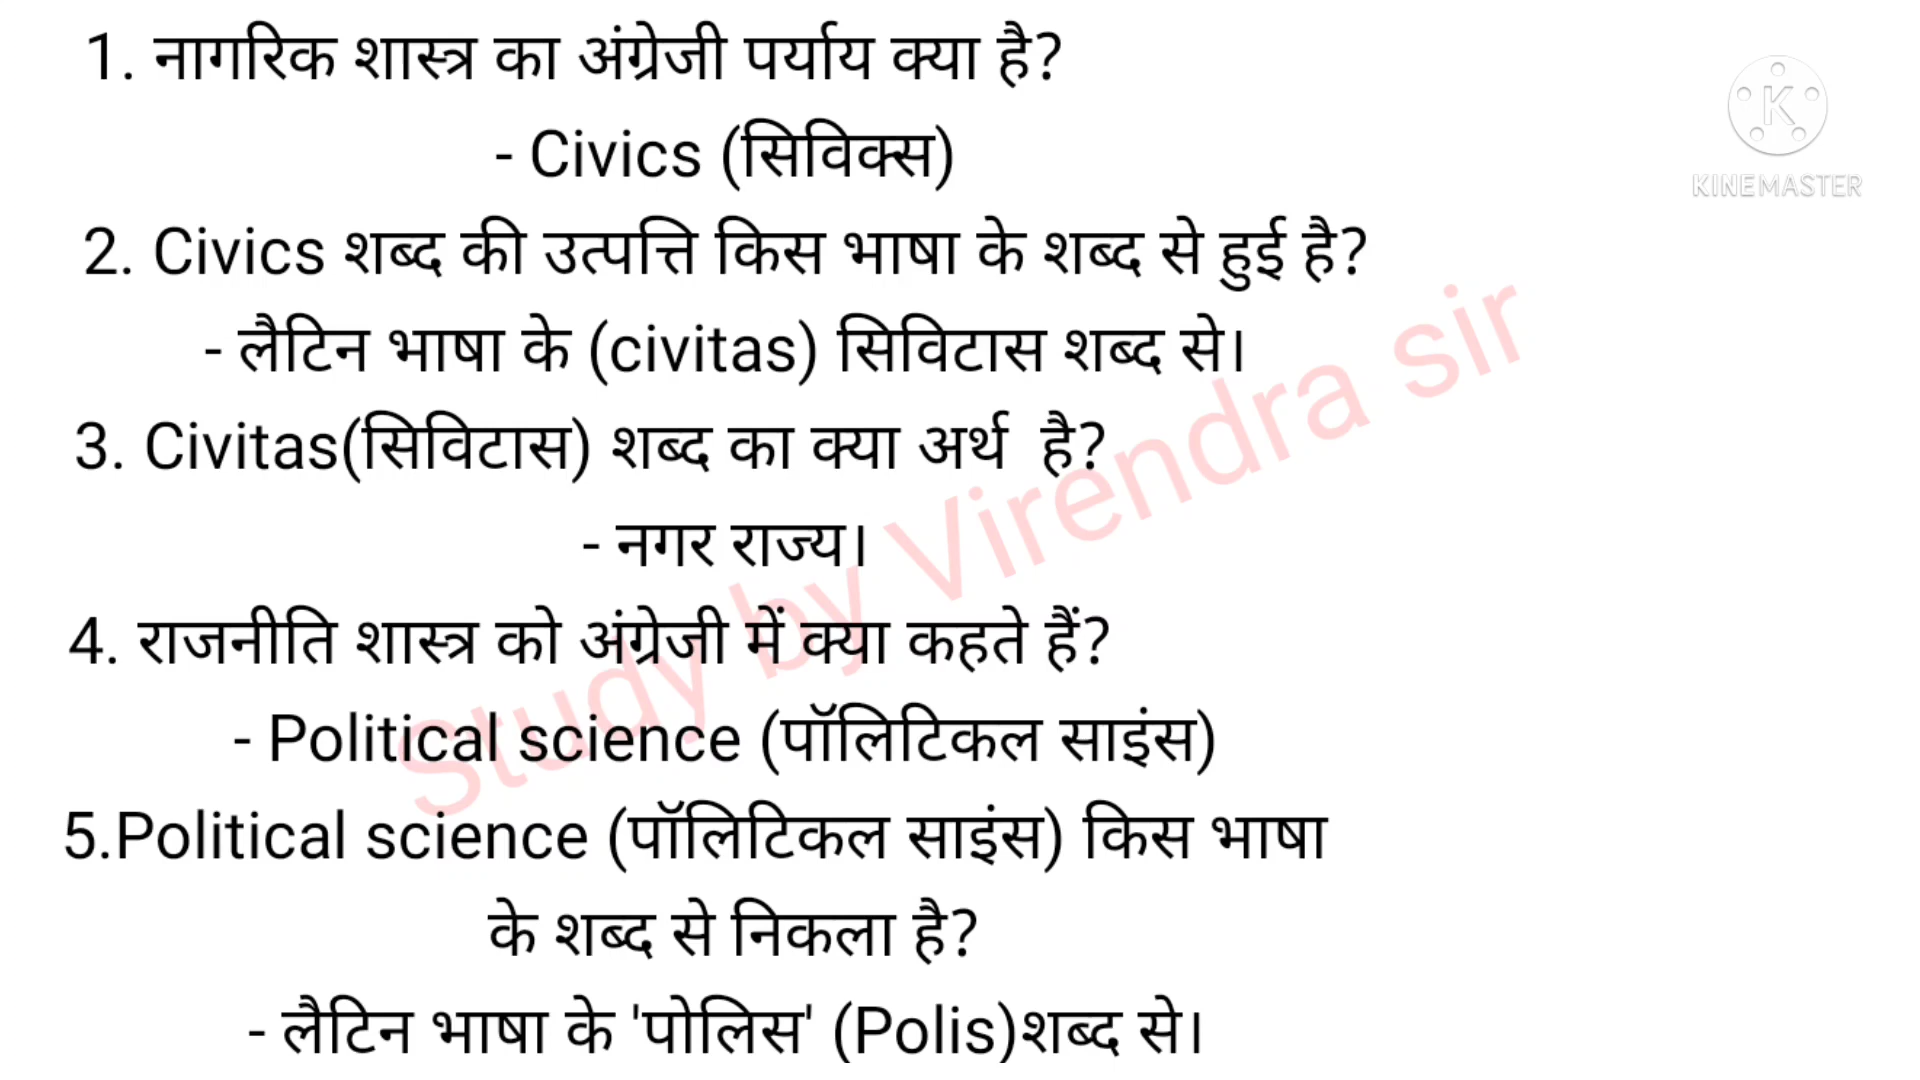 1. नागरिक शास्त्र का अंग्रेजी पर्याय क्या है?
- Civics (सिविक्स)
2. Civics शब्द की उत्पत्ति किस भाषा के शब्द से हुई है?
- लैटिन भाषा के (civitas) सिविटास शब्द से।
3. Civitas(सिविटास) शब्द का क्या अर्थ है?
- नगर राज्य।
4. राजनीति शास्त्र को अंग्रेजी में क्या कहते हैं?
- Political science (पॉलिटिकल साइंस)
5.Political science (पॉलिटिकल साइंस) किस भाषा
के शब्द से निकला है?
- लैटिन भाषा के 'पोलिस' (Polis)शब्द से।
Study by Virendra sir
K
KINEMASTER